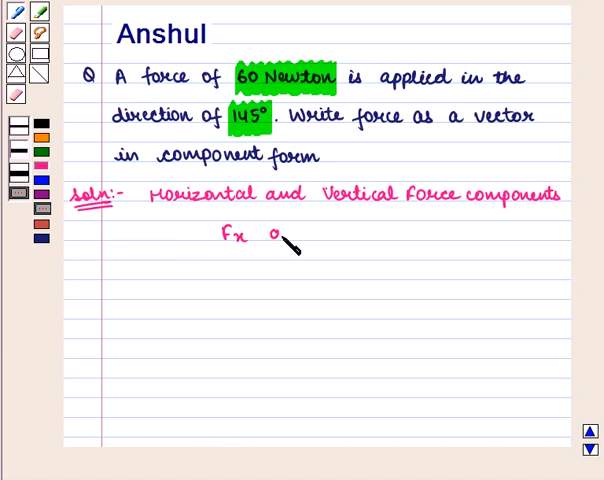 Anshul
Q A force of 60 Newton is applied in the
direction of 145°. Write force as a vector
in component form
Soln:- Horizontal and Vertical Force components
Fx a